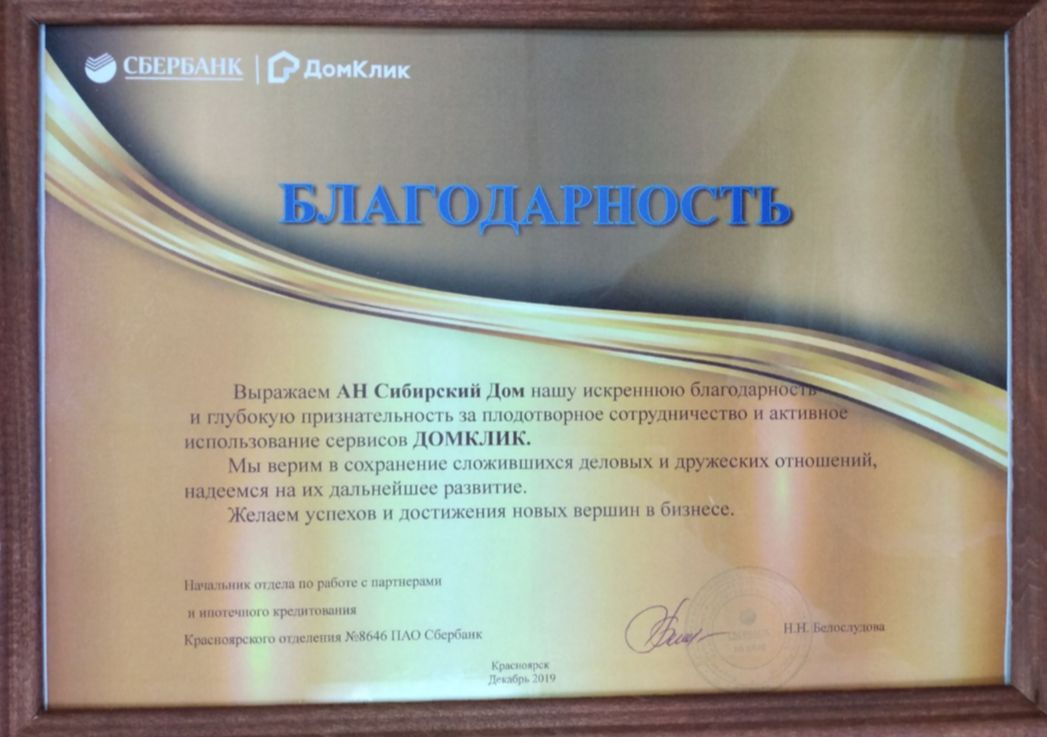 СБЕРБАНК | ДомКлик
БЛАГОДАРНОСТЬ
Выражаем АН Сибирский Дом нашу искреннюю благодарность
и глубокую признательность за плодотворное сотрудничество и активное
использование сервисов ДОМКЛИК.
Мы верим в сохранение сложившихся деловых и дружеских отношений,
надеемся на их дальнейшее развитие.
Желаем успехов и достижения новых вершин в бизнесе.
Начальник отдела по работе с партнерами
и ипотечного кредитования
Красноярского отделения №8646 ПАО Сбербанк
Н.Н. Белослудова
Красноярск
Декабрь 2019